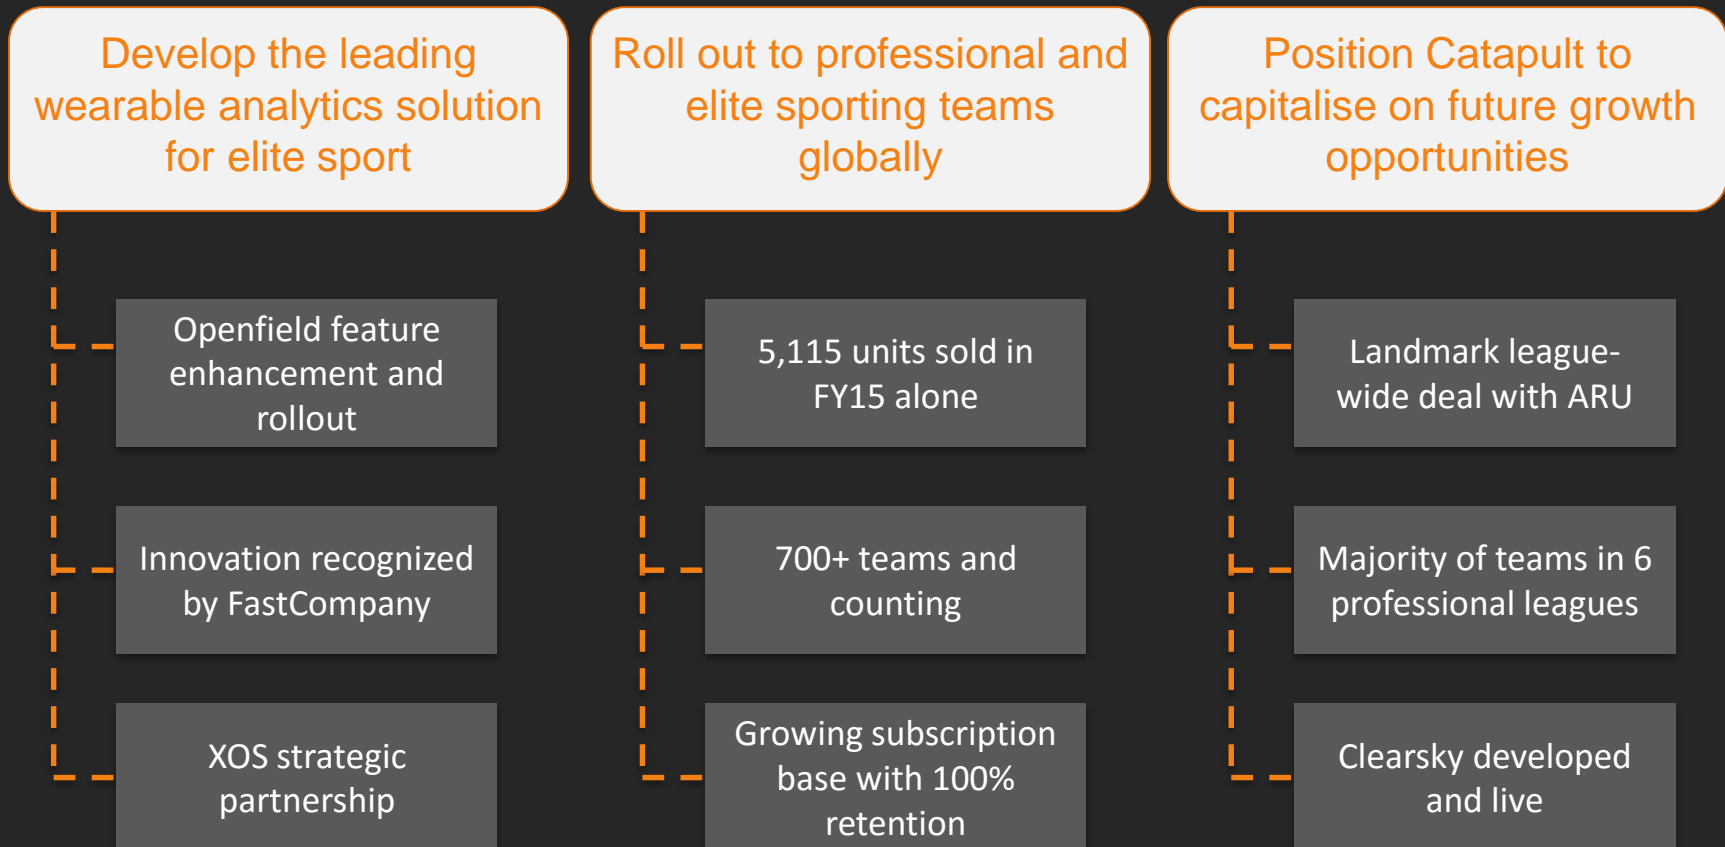 Develop the leading
wearable analytics solution
for elite sport
Openfield feature
enhancement and
rollout
Innovation recognized
by FastCompany
XOS strategic
partnership
Roll out to professional and
elite sporting teams
globally
5,115 units sold in
FY15 alone
700+ teams and
counting
Growing subscription
base with 100%
retention
Position Catapult to
capitalise on future growth
opportunities
Landmark league-
wide deal with ARU
Majority of teams in 6
professional leagues
Clearsky developed
and live